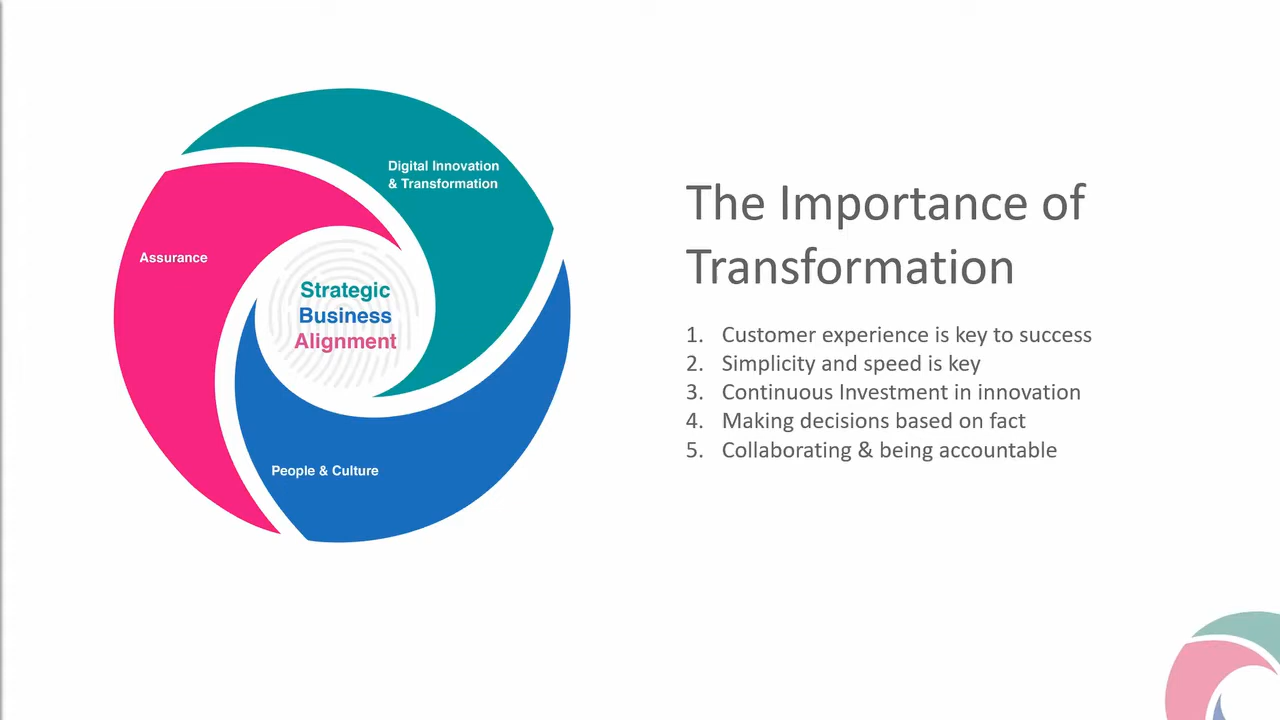 Digital Innovation
& Transformation
Assurance
Strategic
Business
Alignment
People & Culture
The Importance of
Transformation
1. Customer experience is key to success
2. Simplicity and speed is key
3. Continuous Investment in innovation
4. Making decisions based on fact
5. Collaborating & being accountable